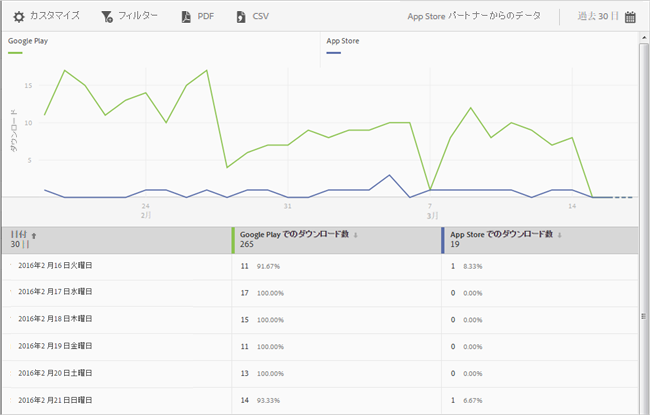 カスタマイズ フィルター PDF CSV App Store パートナーからのデータ 過去 30 日
Google Play App Store
15
10
5
ダウンロード
24 31 7 14
2月 3月
日付 Google Play でのダウンロード数 App Store でのダウンロード数
30 日 265 19
2016年2 月16 日火曜日 11 91.67% 1 8.33%
2016年2 月17 日水曜日 17 100.00% 0 0.00%
2016年2 月18 日木曜日 15 100.00% 0 0.00%
2016年2 月19 日金曜日 11 100.00% 0 0.00%
2016年2 月20 日土曜日 13 100.00% 0 0.00%
2016年2 月21 日日曜日 14 93.33% 1 6.67%